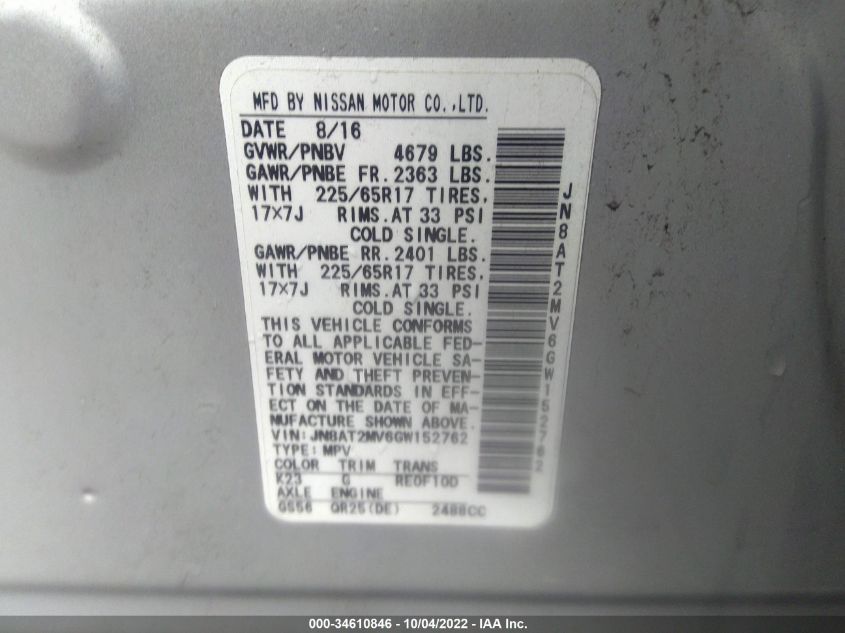 MFD BY NISSAN MOTOR CO.,LTD.
DATE 8/16
GVWR/PNBV 4679 LBS.
GAWR/PNBE FR. 2363 LBS.
WITH 225/65R17 TIRES,
17×7J RIMS. AT 33 PSI
COLD SINGLE.
GAWR/PNBE RR. 2401 LBS.
WITH 225/65R17 TIRES,
17×7J RIMS. AT 33 PSI
COLD SINGLE.
THIS VEHICLE CONFORMS
TO ALL APPLICABLE FED-
ERAL MOTOR VEHICLE SA-
FETY AND THEFT PREVEN-
TION STANDARDS IN EFF-
ECT ON THE DATE OF MA-
NUFACTURE SHOWN ABOVE.
VIN: JN8AT2MV6GW152762
TYPE: MPV
COLOR TRIM TRANS
K23 G RE0F10D
AXLE ENGINE
GS56 QR25(DE) 2488CC
JN8AT2MV6GW152762
000-34610846 - 10/04/2022 - IAA Inc.